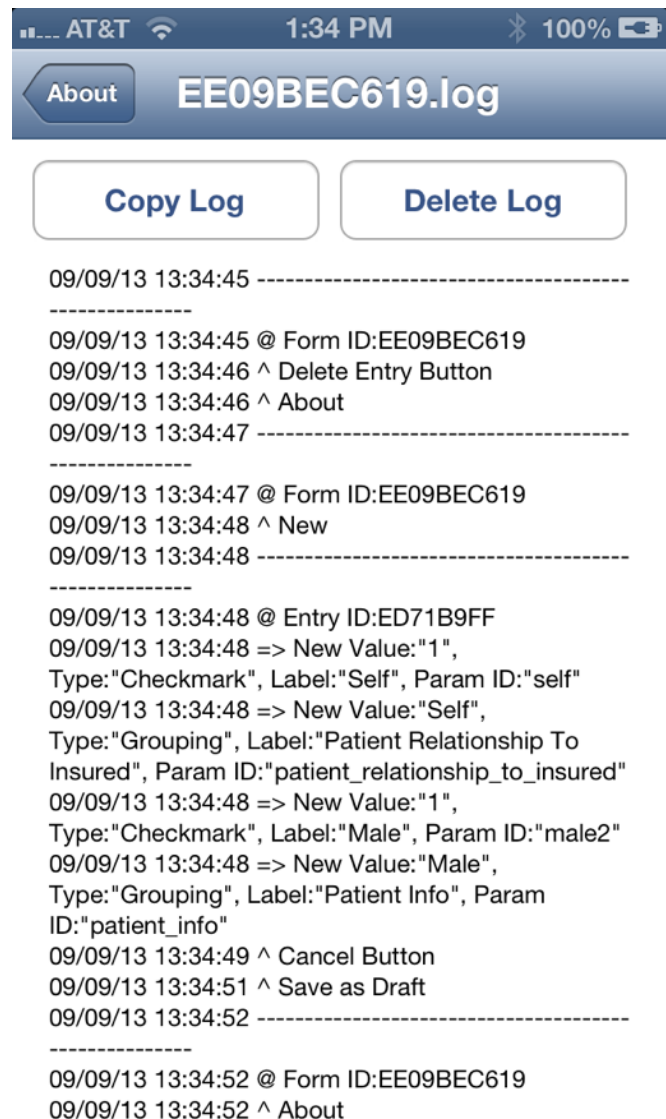 AT&T 1:34 PM 100%
About EE09BEC619.log
Copy Log Delete Log
09/09/13 13:34:45 ---------------------------------------
---------------
09/09/13 13:34:45 @ Form ID:EE09BEC619
09/09/13 13:34:46 ^ Delete Entry Button
09/09/13 13:34:46 ^ About
09/09/13 13:34:47 ---------------------------------------
---------------
09/09/13 13:34:47 @ Form ID:EE09BEC619
09/09/13 13:34:48 ^ New
09/09/13 13:34:48 ---------------------------------------
---------------
09/09/13 13:34:48 @ Entry ID:ED71B9FF
09/09/13 13:34:48 => New Value:"1",
Type:"Checkmark", Label:"Self", Param ID:"self"
09/09/13 13:34:48 => New Value:"Self",
Type:"Grouping", Label:"Patient Relationship To
Insured", Param ID:"patient_relationship_to_insured"
09/09/13 13:34:48 => New Value:"1",
Type:"Checkmark", Label:"Male", Param ID:"male2"
09/09/13 13:34:48 => New Value:"Male",
Type:"Grouping", Label:"Patient Info", Param
ID:"patient_info"
09/09/13 13:34:49 ^ Cancel Button
09/09/13 13:34:51 ^ Save as Draft
09/09/13 13:34:52 ---------------------------------------
---------------
09/09/13 13:34:52 @ Form ID:EE09BEC619
09/09/13 13:34:52 ^ About